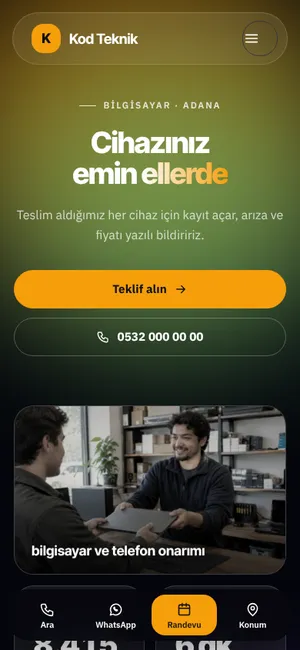 K Kod Teknik
BİLGİSAYAR · ADANA
Cihazınız
emin ellerde
Teslim aldığımız her cihaz için kayıt açar, arıza ve
fiyatı yazılı bildiririz.
Teklif alın →
0532 000 00 00
bilgisayar ve telefon onarımı
Ara
WhatsApp
Randevu
Konum